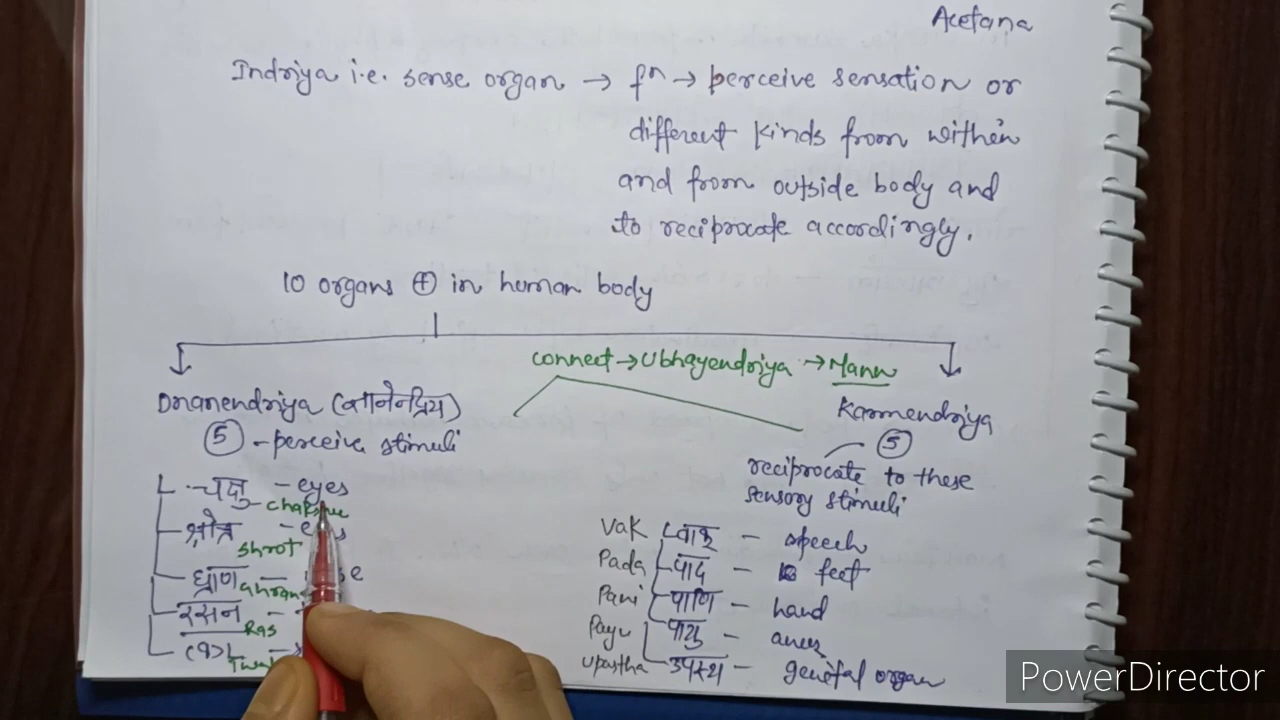 Acetana
Indriya i.e. sense organ → fⁿ → perceive sensation or
different kinds from within
and from outside body and
to reciprocate accordingly.
10 organs ⊕ in human body
connect → Ubhayendriya → Mann
Dnanendriya (ज्ञानेन्द्रिय)
Karmendriya
⑤ - perceive stimuli
⑤
reciprocate to these
sensory stimuli
चक्षु - eyes
chakshu
श्रोत्र -
shrot
घ्राण -
Ghran
रसन -
Ras
Vak वाक् - speech
Pada पाद - feet
Pani पाणि - hand
Payu पायु - anus
Upastha उपस्थ - genital organ
PowerDirector